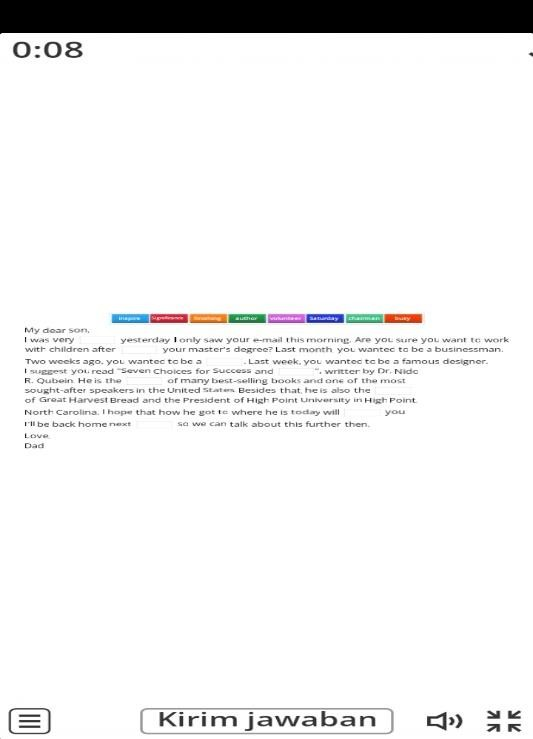 0:08
inspire Significance finishing author volunteer Saturday chairman busy
My dear son,
I was very yesterday I only saw your e-mail this morning. Are you sure you want to work
with children after your master's degree? Last month you wanted to be a businessman.
Two weeks ago, you wanted to be a . Last week, you wanted to be a famous designer.
I suggest you read "Seven Choices for Success and ", written by Dr. Nido
R. Qubein. He is the of many best-selling books and one of the most
sought-after speakers in the United States. Besides that, he is also the
of Great Harvest Bread and the President of High Point University in High Point,
North Carolina. I hope that how he got to where he is today will you
I'll be back home next so we can talk about this further then.
Love,
Dad
Kirim jawaban